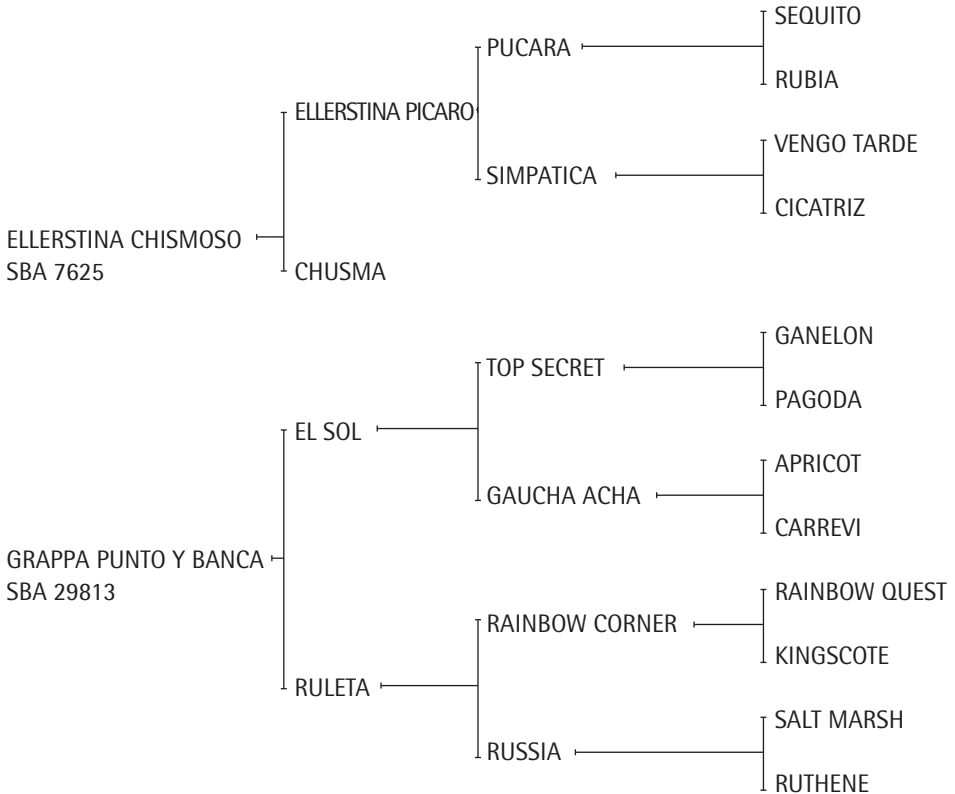 SEQUITO
PUCARA
RUBIA
ELLERSTINA PICARO
VENGO TARDE
SIMPATICA
CICATRIZ
ELLERSTINA CHISMOSO
SBA 7625
CHUSMA
GANELON
TOP SECRET
PAGODA
EL SOL
APRICOT
GAUCHA ACHA
CARREVI
GRAPPA PUNTO Y BANCA
SBA 29813
RAINBOW QUEST
RAINBOW CORNER
KINGSCOTE
RULETA
SALT MARSH
RUSSIA
RUTHENE